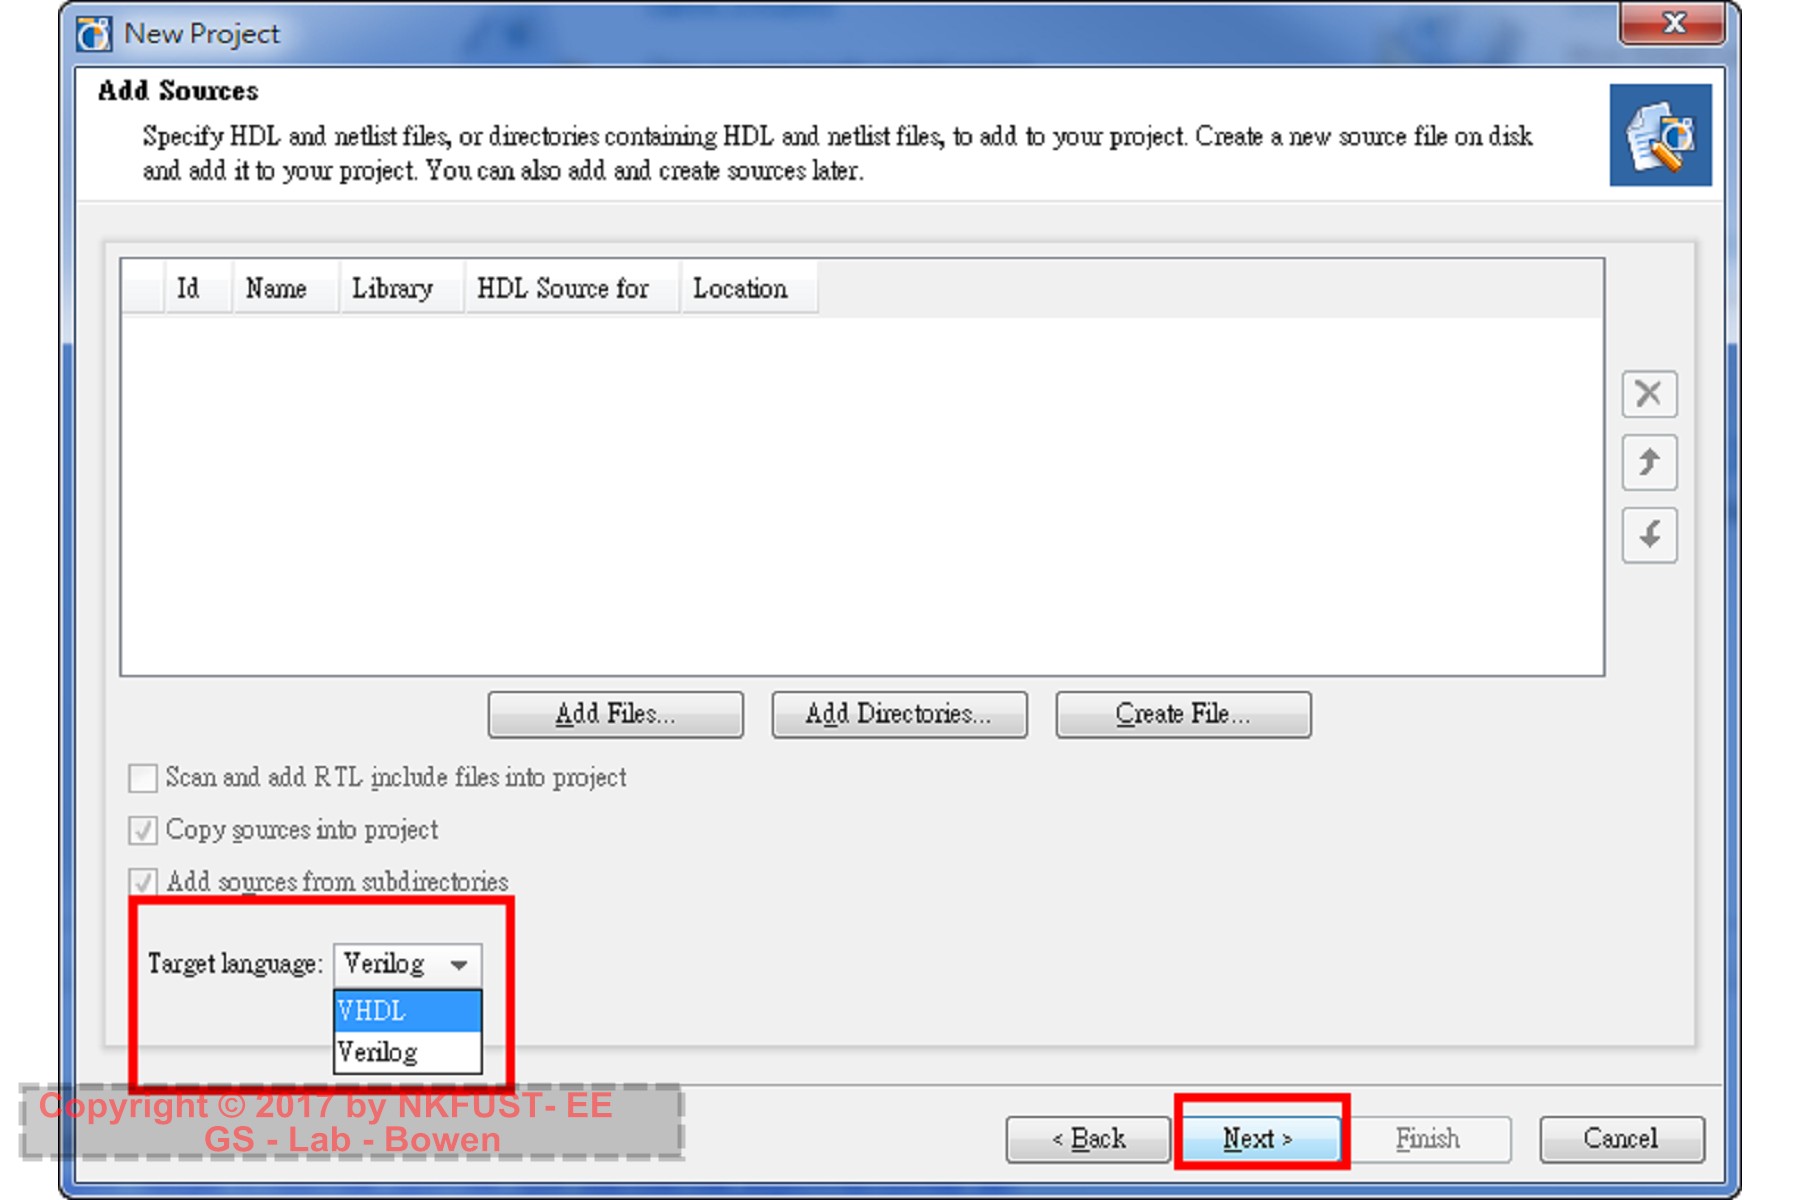 New Project
Add Sources
Specify HDL and netlist files, or directories containing HDL and netlist files, to add to your project. Create a new source file on disk
and add it to your project. You can also add and create sources later.
Id Name Library HDL Source for Location
Add Files... Add Directories... Create File...
Scan and add RTL include files into project
Copy sources into project
Add sources from subdirectories
Target language: Verilog
VHDL
Verilog
Copyright © 2017 by NKFUST- EE
GS - Lab - Bowen
< Back Next > Finish Cancel